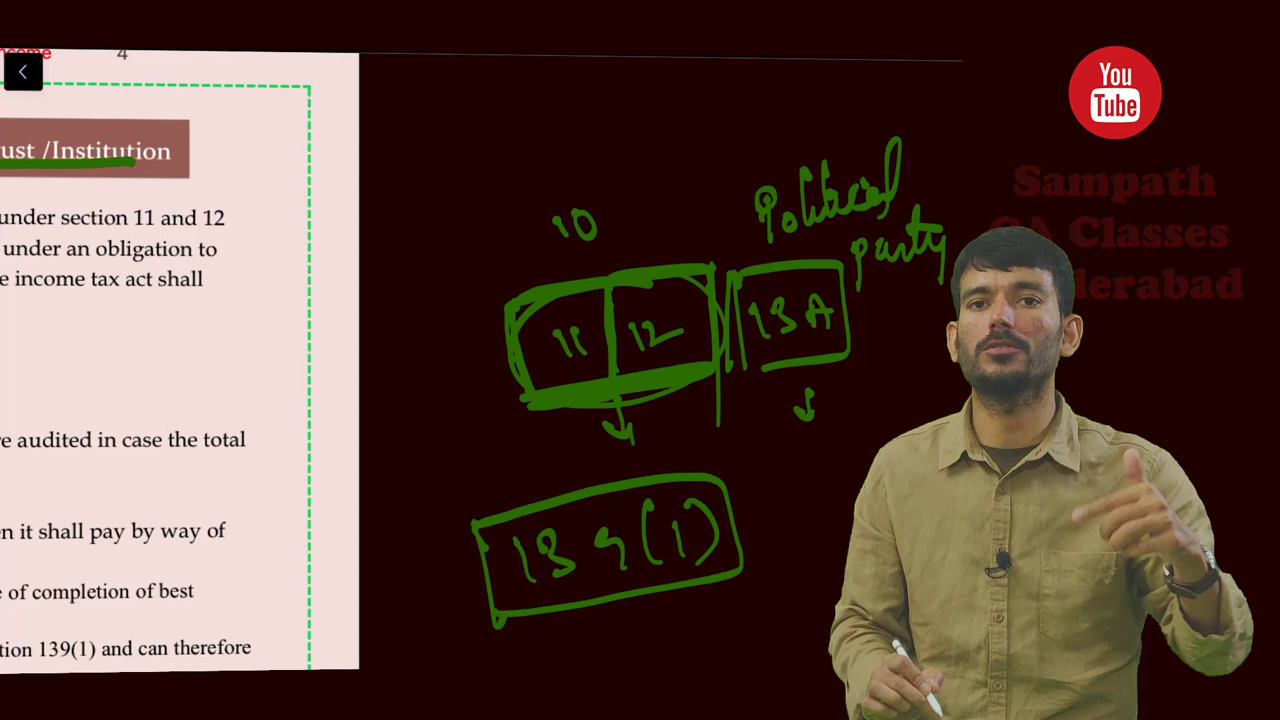 4
ust /Institution
under section 11 and 12
under an obligation to
e income tax act shall
e audited in case the total
n it shall pay by way of
e of completion of best
tion 139(1) and can therefore
10
Political
party
11 12 13A
139(1)
You
Tube
Sampath
CA Classes
derabad